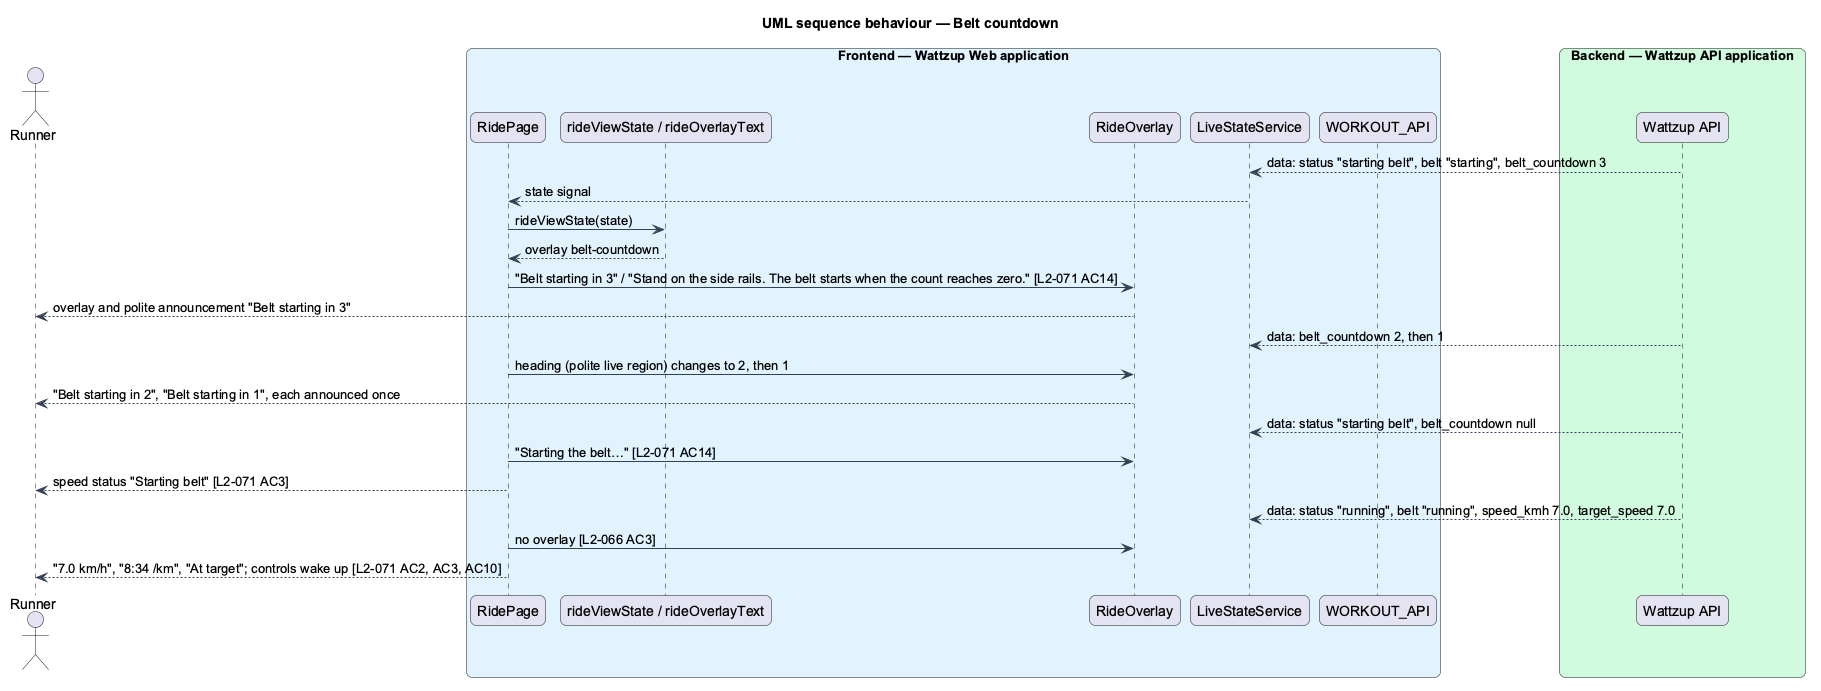 UML sequence behaviour — Belt countdown
Frontend — Wattzup Web application
Backend — Wattzup API application
Runner
RidePage
rideViewState / rideOverlayText
RideOverlay
LiveStateService
WORKOUT_API
Wattzup API
data: status "starting belt", belt "starting", belt_countdown 3
state signal
rideViewState(state)
overlay belt-countdown
"Belt starting in 3" / "Stand on the side rails. The belt starts when the count reaches zero." [L2-071 AC14]
overlay and polite announcement "Belt starting in 3"
data: belt_countdown 2, then 1
heading (polite live region) changes to 2, then 1
"Belt starting in 2", "Belt starting in 1", each announced once
data: status "starting belt", belt_countdown null
"Starting the belt…" [L2-071 AC14]
speed status "Starting belt" [L2-071 AC3]
data: status "running", belt "running", speed_kmh 7.0, target_speed 7.0
no overlay [L2-066 AC3]
"7.0 km/h", "8:34 /km", "At target"; controls wake up [L2-071 AC2, AC3, AC10]
Runner
RidePage
rideViewState / rideOverlayText
RideOverlay
LiveStateService
WORKOUT_API
Wattzup API